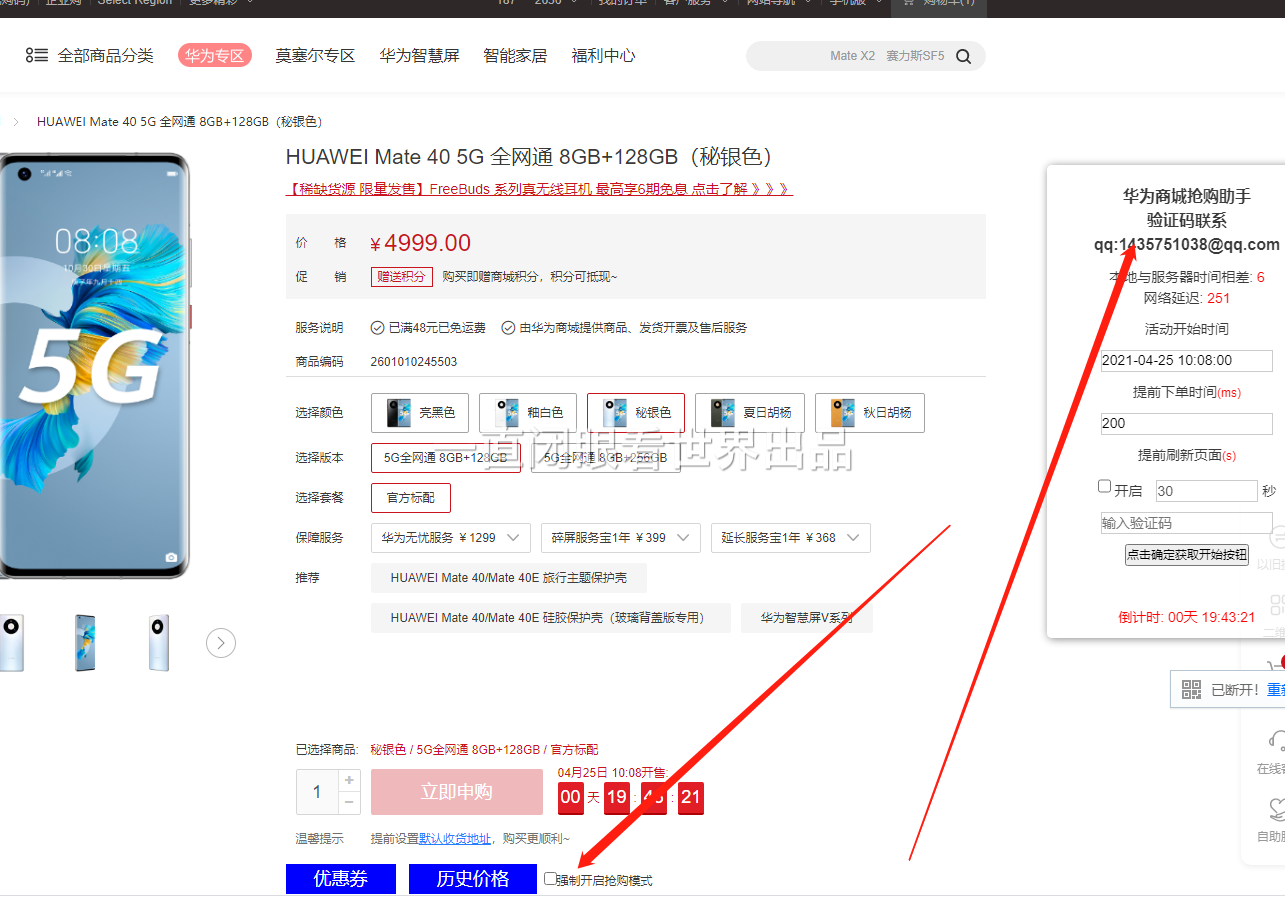 企业购
Select Region
更多精彩
我的订单
客户服务
网站导航
手机版
购物车(1)
全部商品分类
华为专区
莫塞尔专区
华为智慧屏
智能家居
福利中心
Mate X2 赛力斯SF5
HUAWEI Mate 40 5G 全网通 8GB+128GB（秘银色）
HUAWEI Mate 40 5G 全网通 8GB+128GB（秘银色）
【稀缺货源 限量发售】FreeBuds 系列真无线耳机 最高享6期免息 点击了解 》》》
08:08
10月30日星期五
5G
价 格 ¥4999.00
促 销 赠送积分 购买即赠商城积分，积分可抵现~
服务说明 已满48元已免运费 由华为商城提供商品、发货开票及售后服务
商品编码 2601010245503
选择颜色 亮黑色 釉白色 秘银色 夏日胡杨 秋日胡杨
一直闭眼看世界出品
选择版本 5G全网通 8GB+128GB 5G全网通 8GB+256GB
选择套餐 官方标配
保障服务 华为无忧服务 ¥1299 碎屏服务宝1年 ¥399 延长服务宝1年 ¥368
推荐 HUAWEI Mate 40/Mate 40E 旅行主题保护壳
HUAWEI Mate 40/Mate 40E 硅胶保护壳（玻璃背盖版专用） 华为智慧屏V系列
已选择商品: 秘银色 / 5G全网通 8GB+128GB / 官方标配
1 + −
立即申购
04月25日 10:08开售:
00 天 19 : : 21
温馨提示 提前设置默认收货地址，购买更顺利~
优惠券 历史价格 强制开启抢购模式
华为商城抢购助手
验证码联系
qq:1435751038@qq.com
本地与服务器时间相差: 6
网络延迟: 251
活动开始时间
2021-04-25 10:08:00
提前下单时间(ms)
200
提前刷新页面(s)
开启 30 秒
输入验证码
点击确定获取开始按钮
倒计时: 00天 19:43:21
已断开！